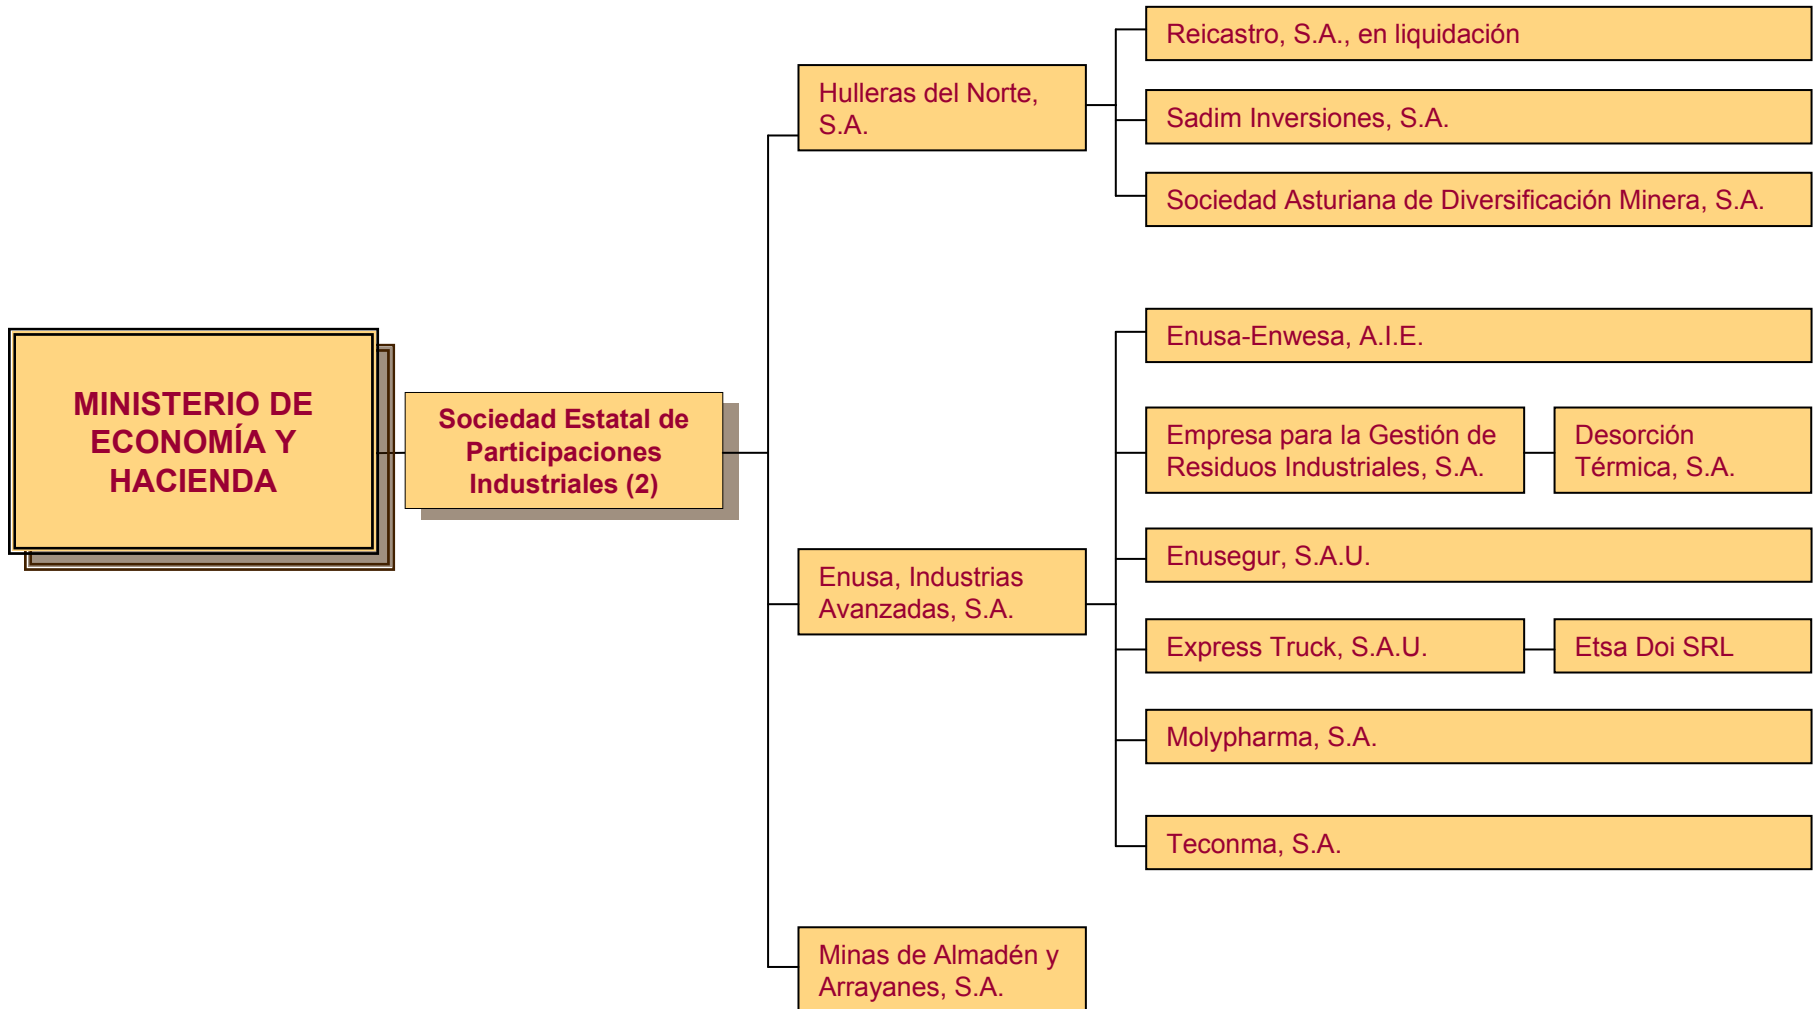 MINISTERIO DE
ECONOMÍA Y
HACIENDA
Sociedad Estatal de
Participaciones
Industriales (2)
Hulleras del Norte,
S.A.
Reicastro, S.A., en liquidación
Sadim Inversiones, S.A.
Sociedad Asturiana de Diversificación Minera, S.A.
Enusa, Industrias
Avanzadas, S.A.
Enusa-Enwesa, A.I.E.
Empresa para la Gestión de
Residuos Industriales, S.A.
Desorción
Térmica, S.A.
Enusegur, S.A.U.
Express Truck, S.A.U.
Etsa Doi SRL
Molypharma, S.A.
Teconma, S.A.
Minas de Almadén y
Arrayanes, S.A.